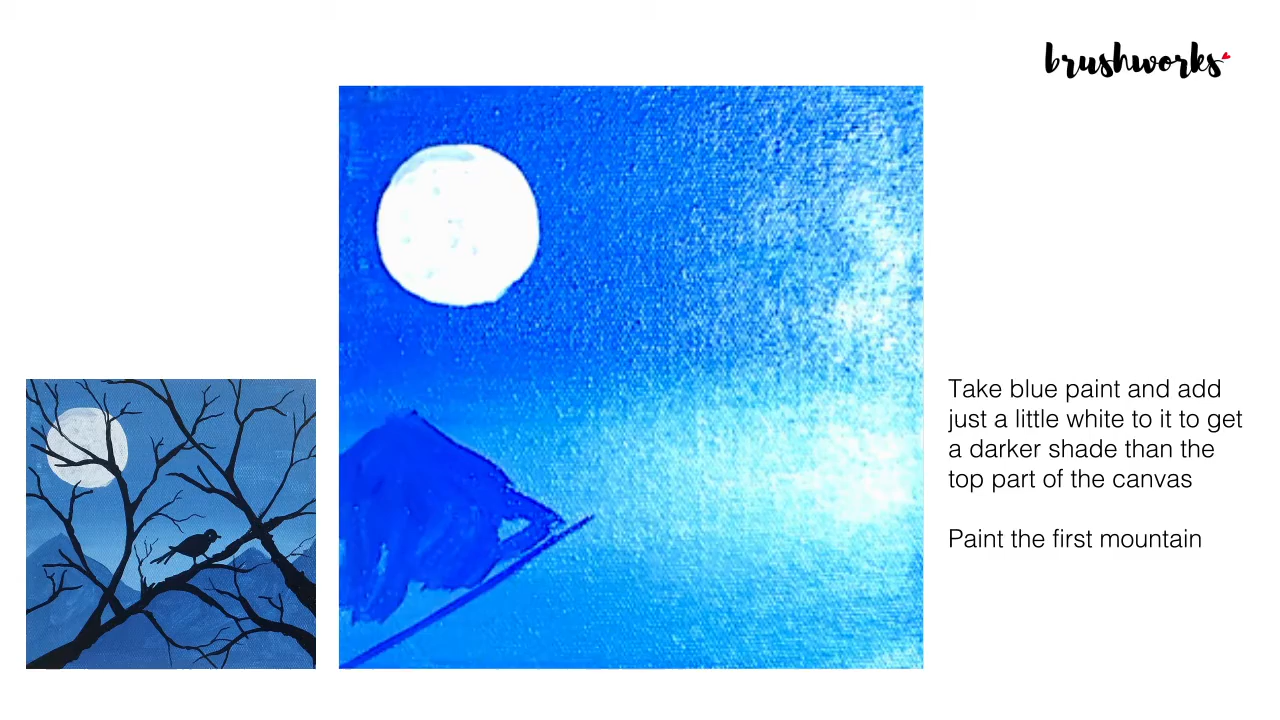 brushworks
Take blue paint and add
just a little white to it to get
a darker shade than the
top part of the canvas
Paint the first mountain